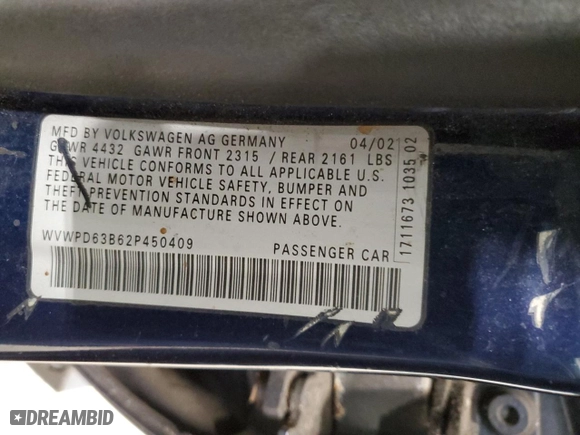 MFD BY VOLKSWAGEN AG GERMANY 04/02
GVWR 4432 GAWR FRONT 2315 / REAR 2161 LBS
THIS VEHICLE CONFORMS TO ALL APPLICABLE U.S.
FEDERAL MOTOR VEHICLE SAFETY, BUMPER AND
THEFT PREVENTION STANDARDS IN EFFECT ON
THE DATE OF MANUFACTURE SHOWN ABOVE.
WVWPD63B62P450409 PASSENGER CAR
1711673 1035 02
DREAMBID